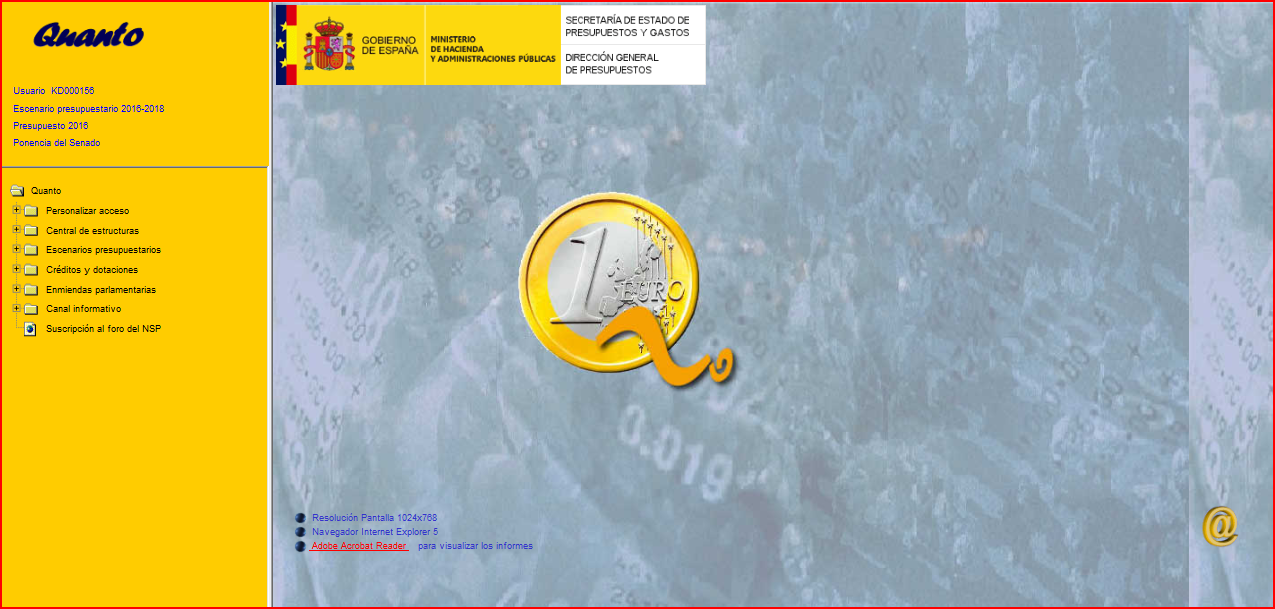 Quanto
Usuario KD000156
Escenario presupuestario 2016-2018
Presupuesto 2016
Ponencia del Senado
Quanto
Personalizar acceso
Central de estructuras
Escenarios presupuestarios
Créditos y dotaciones
Enmiendas parlamentarias
Canal informativo
Suscripción al foro del NSP
GOBIERNO
DE ESPAÑA
MINISTERIO
DE HACIENDA
Y ADMINISTRACIONES PÚBLICAS
SECRETARÍA DE ESTADO DE
PRESUPUESTOS Y GASTOS
DIRECCIÓN GENERAL
DE PRESUPUESTOS
1
EURO
0.019
Resolución Pantalla 1024x768
Navegador Internet Explorer 5
Adobe Acrobat Reader para visualizar los informes
@